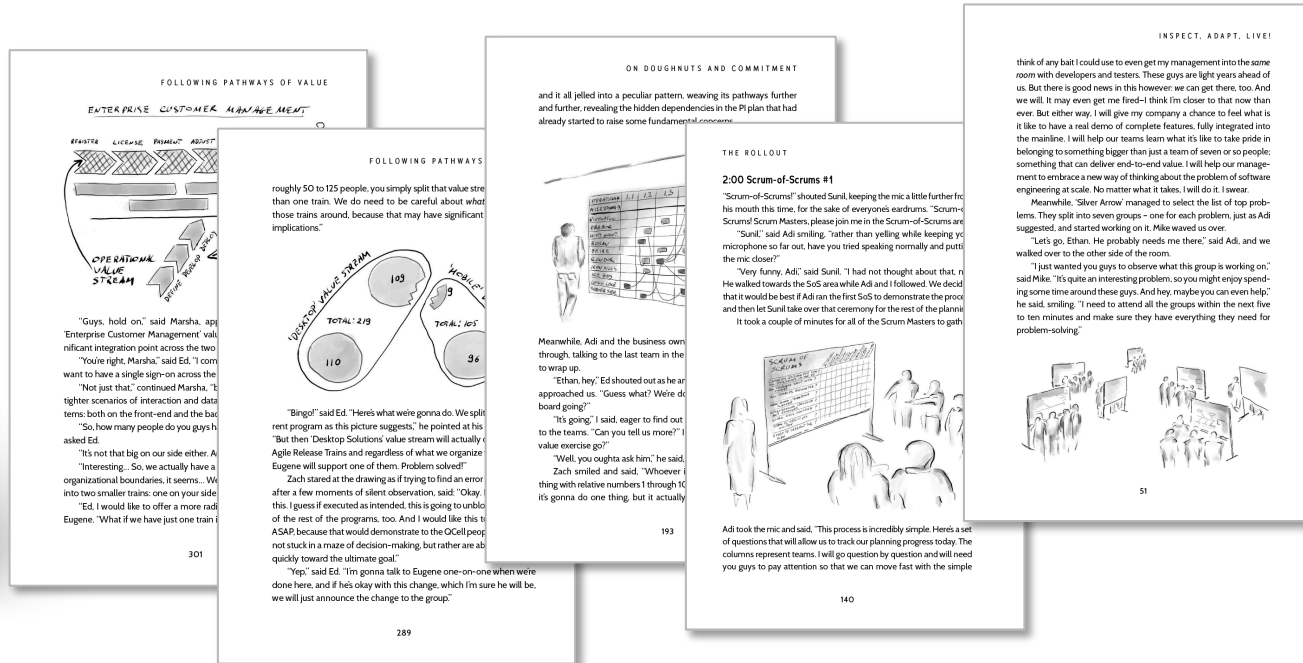 FOLLOWING PATHWAYS OF VALUE
ENTERPRISE CUSTOMER MANAGEMENT
REGISTER LICENSE PAYMENT ADJUST
OPERATIONAL
VALUE
STREAM
DEFINE DEVELOP DEPLOY
"Guys, hold on," said Marsha,
'Enterprise Customer Management'
nificant integration point across the two
"You're right, Marsha," said Ed, "I
want to have a single sign-on across the
"Not just that," continued Marsha,
tighter scenarios of interaction and data
tems: both on the front-end and the
"So, how many people do you guys
asked Ed.
"It's not that big on our side either.
"Interesting... So, we actually have a
organizational boundaries, it seems...
into two smaller trains: one on your side
"Ed, I would like to offer a more
Eugene. "What if we have just one train
301
FOLLOWING PATHWAYS
roughly 50 to 125 people, you simply split that value
than one train. We do need to be careful about what
those trains around, because that may have significant
implications."
'DESKTOP' VALUE STREAM
109
TOTAL: 219
110
'MOBILE'
9
TOTAL: 105
96
"Bingo!" said Ed. "Here's what we're gonna do. We split
rent program as this picture suggests," he pointed at his
"But then 'Desktop Solutions' value stream will actually
Agile Release Trains and regardless of what we organize
Eugene will support one of them. Problem solved!"
Zach stared at the drawing as if trying to find an error
after a few moments of silent observation, said: "Okay.
this. I guess if executed as intended, this is going to
of the rest of the programs, too. And I would like this
ASAP, because that would demonstrate to the QCell
not stuck in a maze of decision-making, but rather are
quickly toward the ultimate goal."
"Yep," said Ed. "I'm gonna talk to Eugene one-on-one when we're
done here, and if he's okay with this change, which I'm sure he will be,
we will just announce the change to the group."
289
ON DOUGHNUTS AND COMMITMENT
and it all jelled into a peculiar pattern, weaving its pathways further
and further, revealing the hidden dependencies in the PI plan that had
already started to raise some fundamental concerns.
ITERATIONS 1.1 1.2 1.3
Meanwhile, Adi and the business
through, talking to the last team in the
to wrap up.
"Ethan, hey," Ed shouted out as he
approached us. "Guess what? We're
board going?"
"It's going," I said, eager to find out
to the teams. "Can you tell us more?" I
value exercise go?"
"Well, you oughta ask him," he said,
Zach smiled and said, "Whoever
thing with relative numbers 1 through
it's gonna do one thing, but it actually
193
THE ROLLOUT
2:00 Scrum-of-Scrums #1
"Scrum-of-Scrums!" shouted Sunil, keeping the mic a little further
his mouth this time, for the sake of everyone's eardrums.
Scrums! Scrum Masters, please join me in the Scrum-of-Scrums
"Sunil," said Adi smiling, "rather than yelling while keeping
microphone so far out, have you tried speaking normally and
the mic closer?"
"Very funny, Adi," said Sunil. "I had not thought about that,
He walked towards the SoS area while Adi and I followed. We
that it would be best if Adi ran the first SoS to demonstrate the
and then let Sunil take over that ceremony for the rest of the
It took a couple of minutes for all of the Scrum Masters to
SCRUM OF
SCRUMS
Adi took the mic and said, "This process is incredibly simple. Here's a set
of questions that will allow us to track our planning progress today. The
columns represent teams. I will go question by question and will need
you guys to pay attention so that we can move fast with the simple
140
INSPECT, ADAPT, LIVE!
think of any bait I could use to even get my management into the same
room with developers and testers. These guys are light years ahead of
us. But there is good news in this however: we can get there, too. And
we will. It may even get me fired—I think I'm closer to that now than
ever. But either way, I will give my company a chance to feel what is
it like to have a real demo of complete features, fully integrated into
the mainline. I will help our teams learn what it's like to take pride in
belonging to something bigger than just a team of seven or so people;
something that can deliver end-to-end value. I will help our manage-
ment to embrace a new way of thinking about the problem of software
engineering at scale. No matter what it takes, I will do it. I swear.
Meanwhile, 'Silver Arrow' managed to select the list of top prob-
lems. They split into seven groups – one for each problem, just as Adi
suggested, and started working on it. Mike waved us over.
"Let's go, Ethan. He probably needs me there," said Adi, and we
walked over to the other side of the room.
"I just wanted you guys to observe what this group is working on,"
said Mike. "It's quite an interesting problem, so you might enjoy spend-
ing some time around these guys. And hey, maybe you can even help,"
he said, smiling. "I need to attend all the groups within the next five
to ten minutes and make sure they have everything they need for
problem-solving."
51